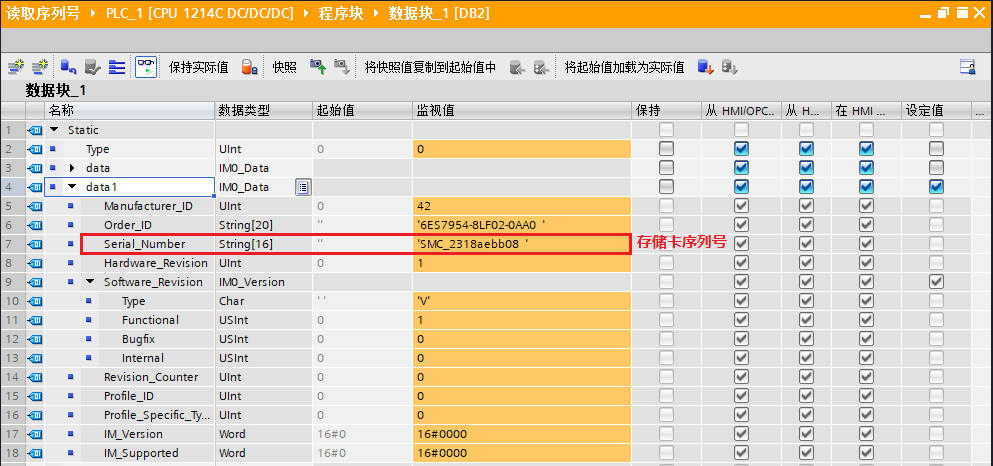 读取序列号 PLC_1 [CPU 1214C DC/DC/DC] 程序块 数据块_1 [DB2]
保持实际值 快照 将快照值复制到起始值中 将起始值加载为实际值
数据块_1
名称 数据类型 起始值 监视值 保持 从 HMI/OPC.. 从 H... 在 HMI ... 设定值 ...
1 Static
2 Type UInt 0 0
3 data IM0_Data
4 data1 IM0_Data
5 Manufacturer_ID UInt 0 42
6 Order_ID String[20] '' '6ES7954-8LF02-0AA0 '
7 Serial_Number String[16] '' 'SMC_2318aebb08 ' 存储卡序列号
8 Hardware_Revision UInt 0 1
9 Software_Revision IM0_Version
10 Type Char ' ' 'V'
11 Functional USInt 0 1
12 Bugfix USInt 0 0
13 Internal USInt 0 0
14 Revision_Counter UInt 0 0
15 Profile_ID UInt 0 0
16 Profile_Specific_Ty... UInt 0 0
17 IM_Version Word 16#0 16#0000
18 IM_Supported Word 16#0 16#0000